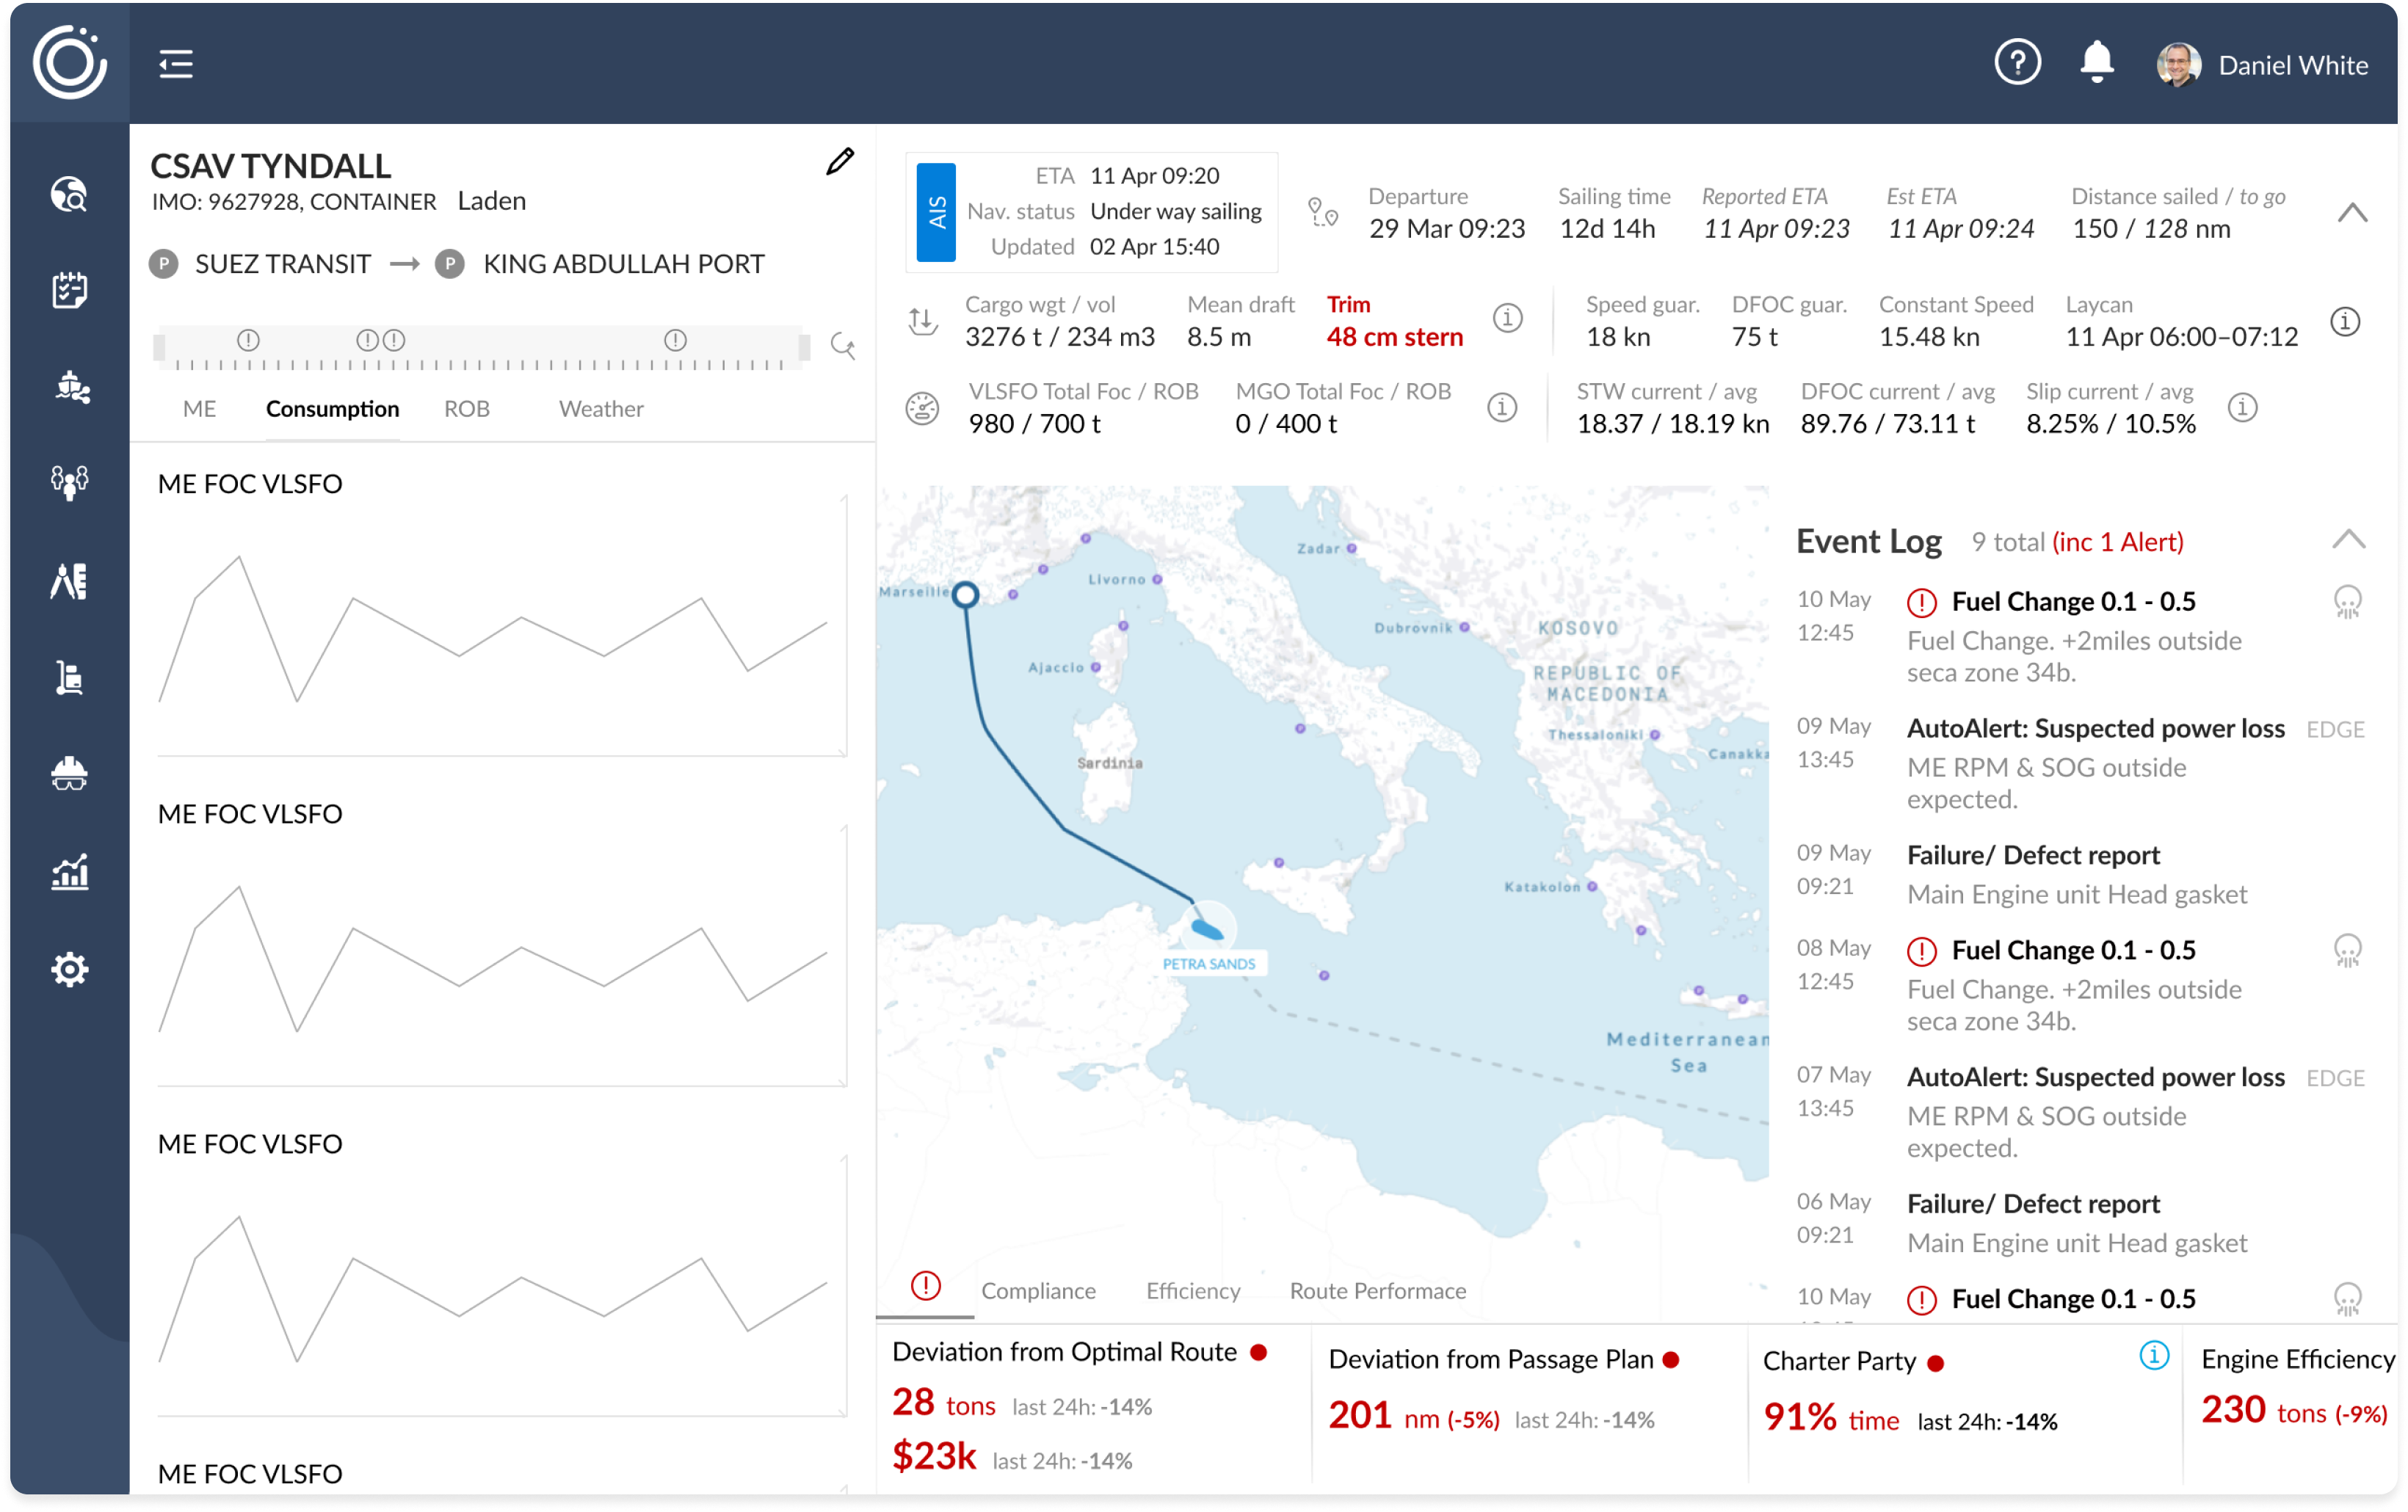 Daniel White
CSAV TYNDALL
IMO: 9627928, CONTAINER Laden
P SUEZ TRANSIT → P KING ABDULLAH PORT
ME Consumption ROB Weather
ME FOC VLSFO
ME FOC VLSFO
ME FOC VLSFO
ME FOC VLSFO
AIS
ETA 11 Apr 09:20
Nav. status Under way sailing
Updated 02 Apr 15:40
Departure Sailing time Reported ETA Est ETA Distance sailed / to go
29 Mar 09:23 12d 14h 11 Apr 09:23 11 Apr 09:24 150 / 128 nm
Cargo wgt / vol Mean draft Trim Speed guar. DFOC guar. Constant Speed Laycan
3276 t / 234 m3 8.5 m 48 cm stern 18 kn 75 t 15.48 kn 11 Apr 06:00–07:12
VLSFO Total Foc / ROB MGO Total Foc / ROB STW current / avg DFOC current / avg Slip current / avg
980 / 700 t 0 / 400 t 18.37 / 18.19 kn 89.76 / 73.11 t 8.25% / 10.5%
Zadar
Livorno
Marseille
Dubrovnik
KOSOVO
Ajaccio
REPUBLIC OF
MACEDONIA
Thessaloniki
Canakka
Sardinia
Katakolon
PETRA SANDS
Mediterranean
Sea
Event Log 9 total (inc 1 Alert)
10 May Fuel Change 0.1 - 0.5
12:45 Fuel Change. +2miles outside
seca zone 34b.
09 May AutoAlert: Suspected power loss EDGE
13:45 ME RPM & SOG outside
expected.
09 May Failure/ Defect report
09:21 Main Engine unit Head gasket
08 May Fuel Change 0.1 - 0.5
12:45 Fuel Change. +2miles outside
seca zone 34b.
07 May AutoAlert: Suspected power loss EDGE
13:45 ME RPM & SOG outside
expected.
06 May Failure/ Defect report
09:21 Main Engine unit Head gasket
10 May Fuel Change 0.1 - 0.5
Compliance Efficiency Route Performace
Deviation from Optimal Route
28 tons last 24h: -14%
$23k last 24h: -14%
Deviation from Passage Plan
201 nm (-5%) last 24h: -14%
Charter Party
91% time last 24h: -14%
Engine Efficiency
230 tons (-9%)